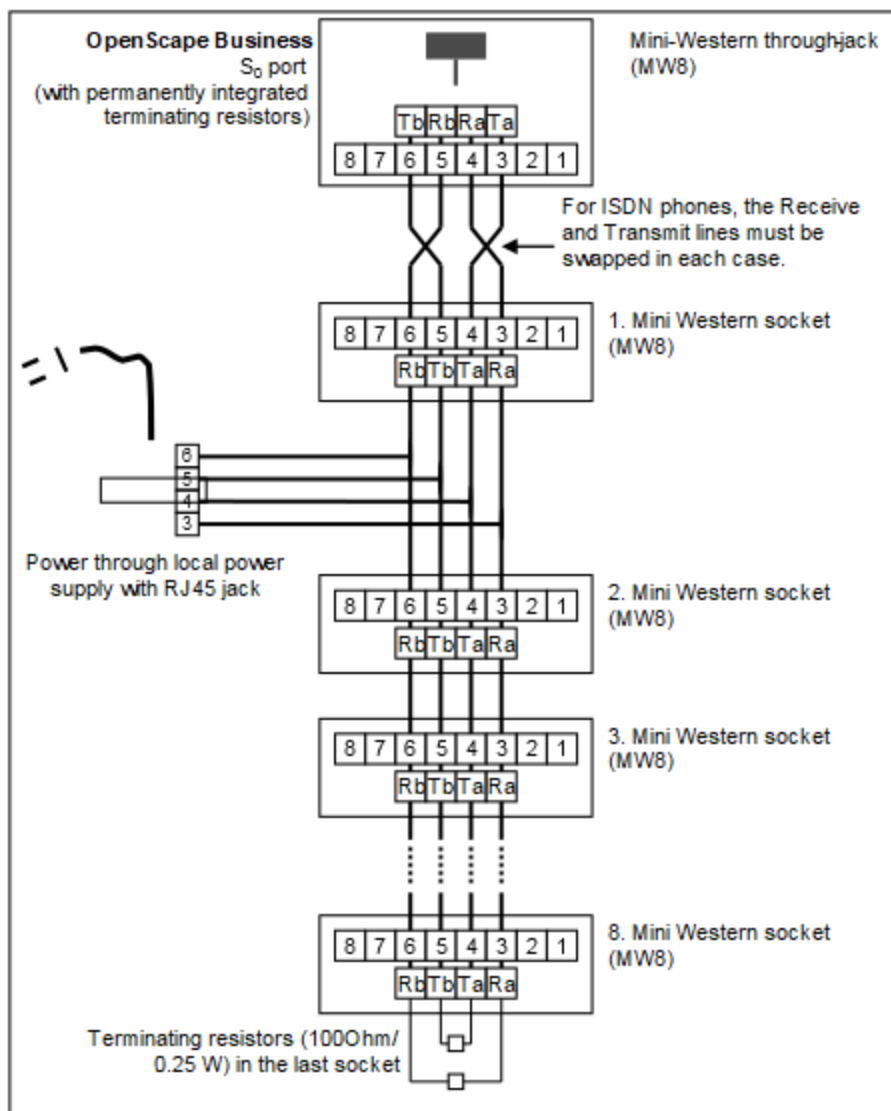 OpenScape Business
S₀ port
(with permanently integrated
terminating resistors)
Mini-Western through-jack
(MW8)
Tb Rb Ra Ta
8 7 6 5 4 3 2 1
For ISDN phones, the Receive
and Transmit lines must be
swapped in each case.
8 7 6 5 4 3 2 1
Rb Tb Ta Ra
1. Mini Western socket
(MW8)
6
5
4
3
Power through local power
supply with RJ45 jack
8 7 6 5 4 3 2 1
Rb Tb Ta Ra
2. Mini Western socket
(MW8)
8 7 6 5 4 3 2 1
Rb Tb Ta Ra
3. Mini Western socket
(MW8)
8 7 6 5 4 3 2 1
Rb Tb Ta Ra
8. Mini Western socket
(MW8)
Terminating resistors (100Ohm/
0.25 W) in the last socket